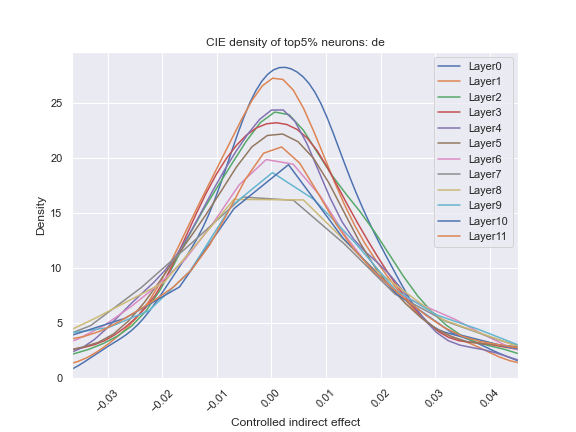 CIE density of top5% neurons: de
Density
25
20
15
10
5
0
-0.03
-0.02
-0.01
0.00
0.01
0.02
0.03
0.04
Controlled indirect effect
Layer0
Layer1
Layer2
Layer3
Layer4
Layer5
Layer6
Layer7
Layer8
Layer9
Layer10
Layer11